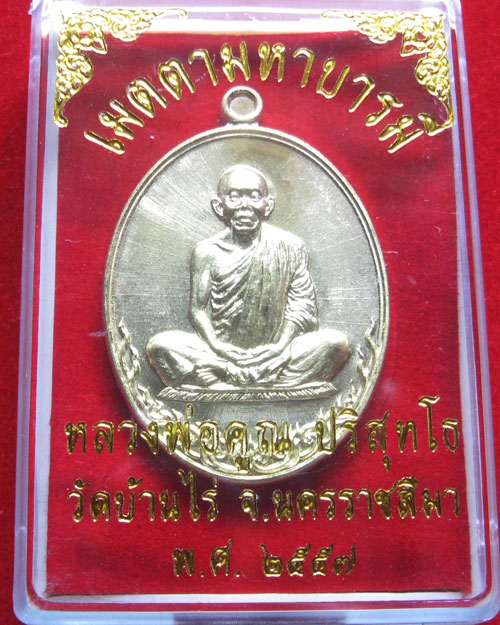 เมตตามหาบารมี
หลวงพ่อคูณ ปริสุทโธ
วัดบ้านไร่ จ.นครราชสีมา
พ.ศ. ๒๕๕๗